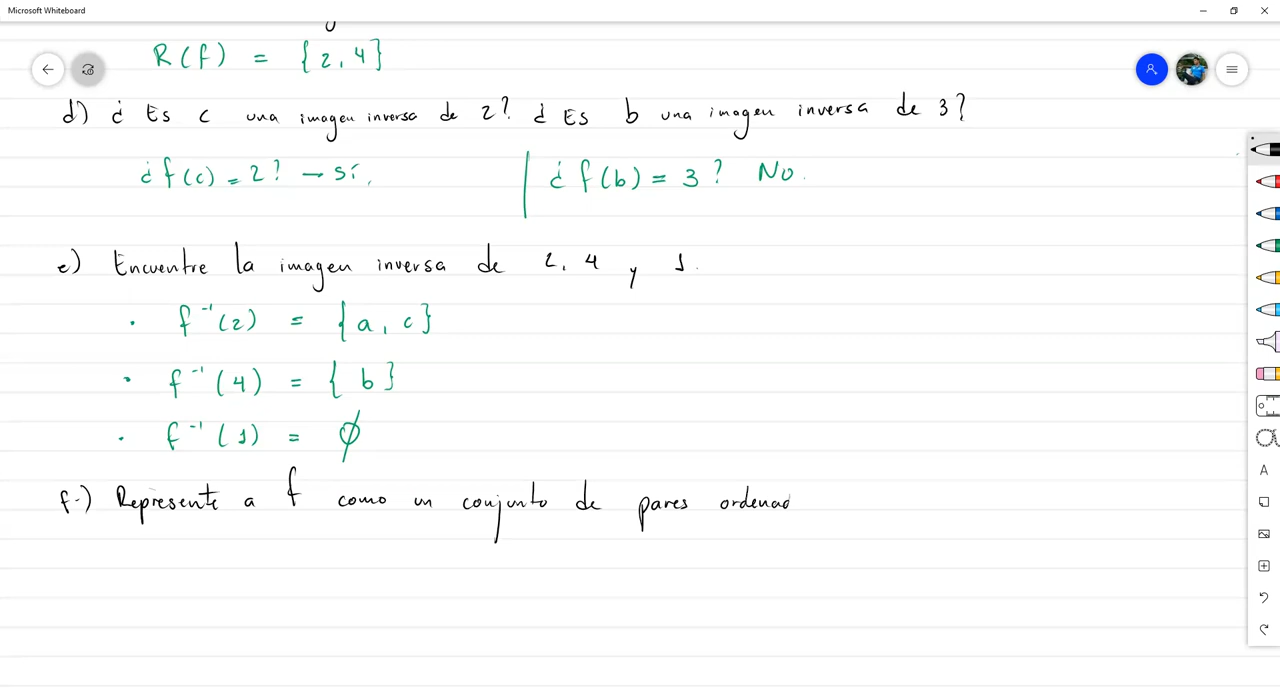 Microsoft Whiteboard
R(f) = {2, 4}
d) ¿ Es c una imagen inversa de 2? ¿ Es b una imagen inversa de 3?
¿ f(c) = 2? → sí. | ¿ f(b) = 3? No.
e) Encuentre la imagen inversa de 2, 4 y 1.
· f⁻¹(2) = {a, c}
· f⁻¹(4) = {b}
· f⁻¹(1) = ∅
f.) Represente a f como un conjunto de pares ordenad